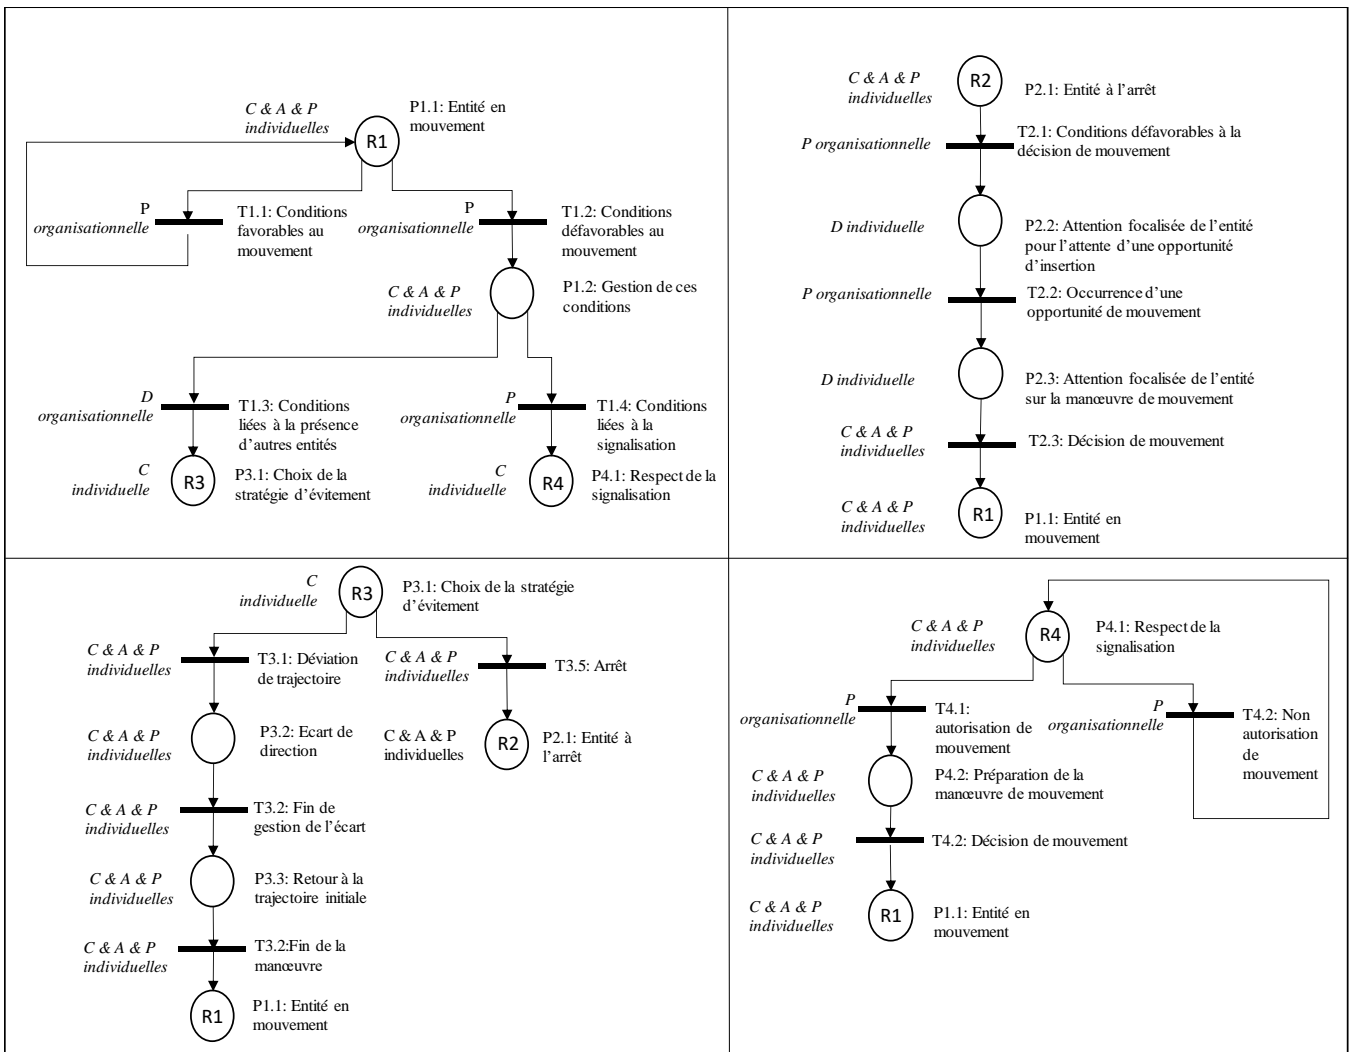 C & A & P
individuelles
R1
P1.1: Entité en
mouvement
P
organisationnelle
T1.1: Conditions
favorables au
mouvement
P
organisationnelle
T1.2: Conditions
défavorables au
mouvement
C & A & P
individuelles
P1.2: Gestion de ces
conditions
D
organisationnelle
T1.3: Conditions
liées à la présence
d'autres entités
P
organisationnelle
T1.4: Conditions
liées à la
signalisation
C
individuelle
R3
P3.1: Choix de la
stratégie d'évitement
C
individuelle
R4
P4.1: Respect de la
signalisation
C & A & P
individuelles
R2
P2.1: Entité à l'arrêt
P organisationnelle
T2.1: Conditions défavorables à la
décision de mouvement
D individuelle
P2.2: Attention focalisée de l'entité
pour l'attente d'une opportunité
d'insertion
P organisationnelle
T2.2: Occurrence d'une
opportunité de mouvement
D individuelle
P2.3: Attention focalisée de l'entité
sur la manœuvre de mouvement
C & A & P
individuelles
T2.3: Décision de mouvement
C & A & P
individuelles
R1
P1.1: Entité en
mouvement
C
individuelle
R3
P3.1: Choix de la stratégie
d'évitement
C & A & P
individuelles
T3.1: Déviation
de trajectoire
C & A & P
individuelles
T3.5: Arrêt
C & A & P
individuelles
P3.2: Ecart de
direction
C & A & P
individuelles
R2
P2.1: Entité à
l'arrêt
C & A & P
individuelles
T3.2: Fin de
gestion de l'écart
C & A & P
individuelles
P3.3: Retour à la
trajectoire initiale
C & A & P
individuelles
T3.2:Fin de la
manœuvre
R1
P1.1: Entité en
mouvement
C & A & P
individuelles
R4
P4.1: Respect de la
signalisation
P
organisationnelle
T4.1:
autorisation de
mouvement
P
organisationnelle
T4.2: Non
autorisation
de
mouvement
C & A & P
individuelles
P4.2: Préparation de la
manœuvre de mouvement
C & A & P
individuelles
T4.2: Décision de mouvement
C & A & P
individuelles
R1
P1.1: Entité en
mouvement